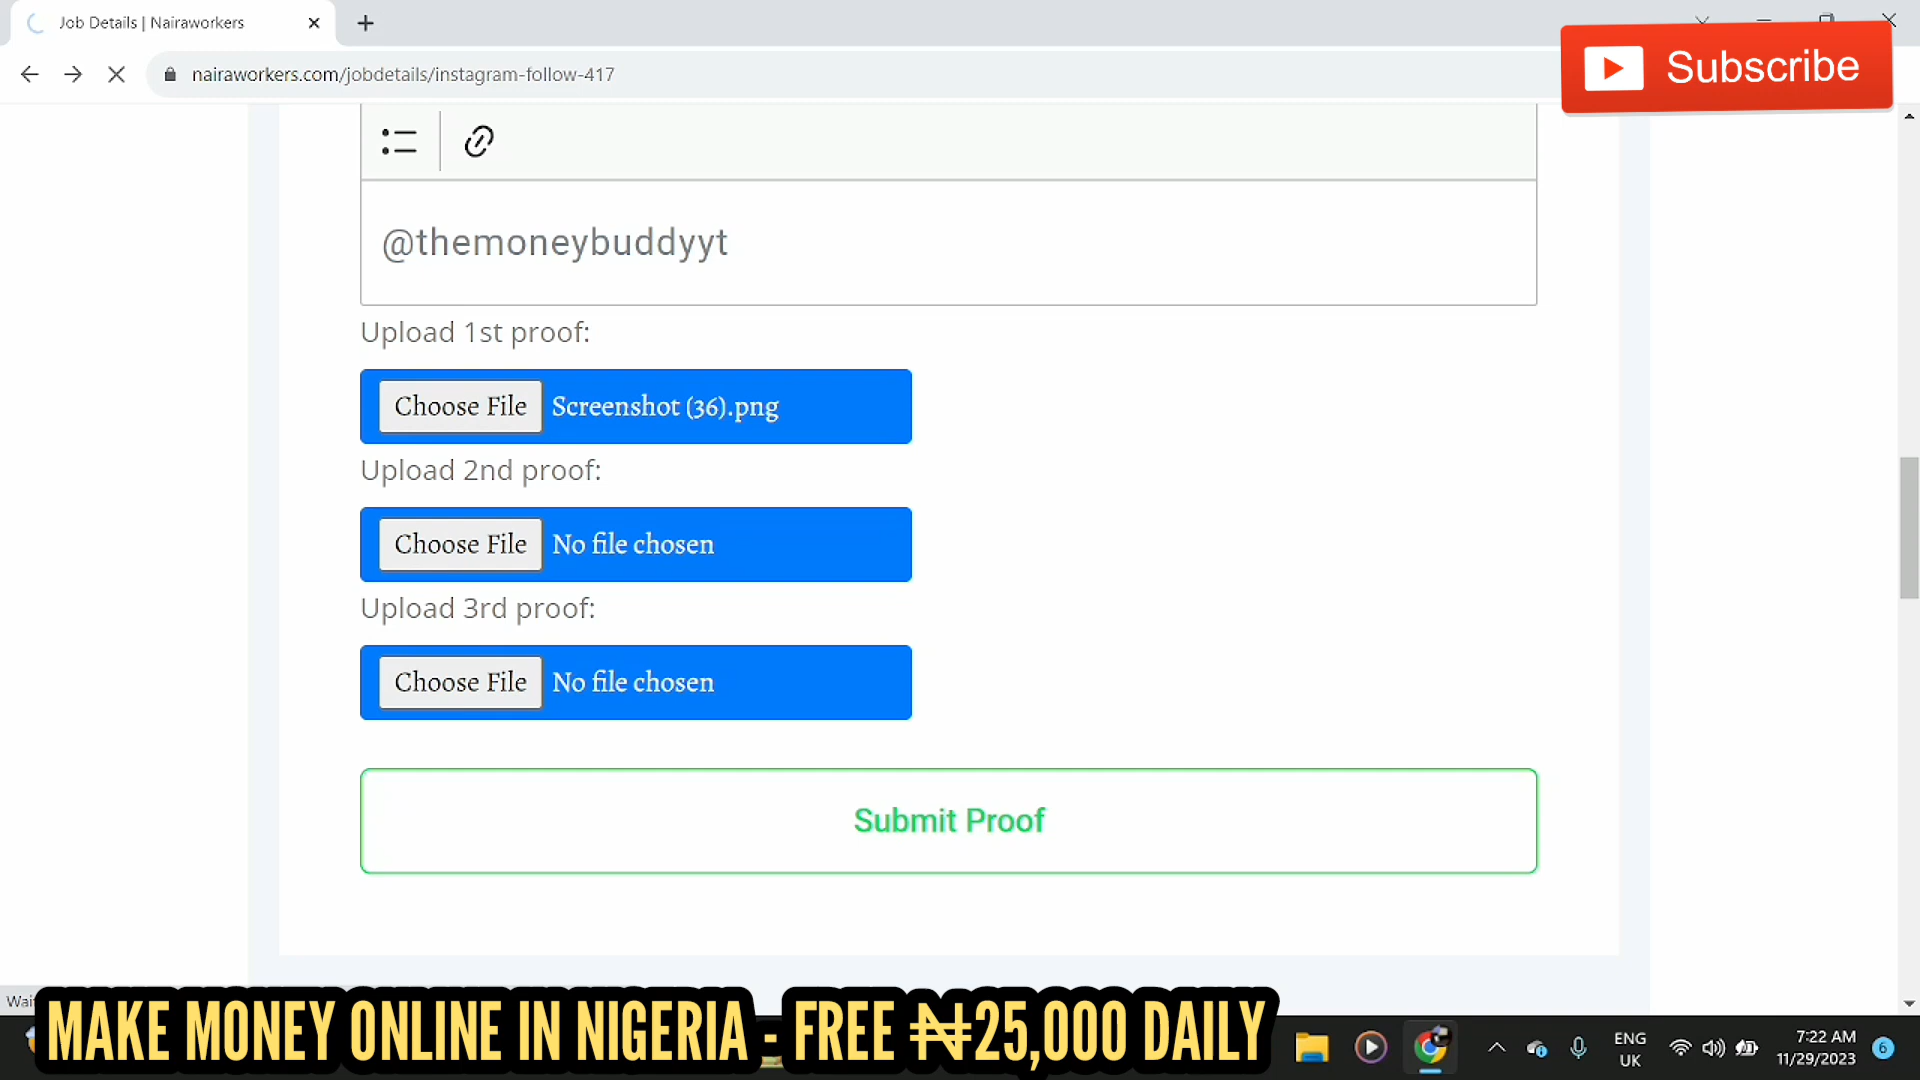 Job Details | Nairaworkers
nairaworkers.com/jobdetails/instagram-follow-417
Subscribe
@themoneybuddyyt
Upload 1st proof:
Choose File Screenshot (36).png
Upload 2nd proof:
Choose File No file chosen
Upload 3rd proof:
Choose File No file chosen
Submit Proof
MAKE MONEY ONLINE IN NIGERIA - FREE ₦25,000 DAILY
ENG
UK
7:22 AM
11/29/2023
6